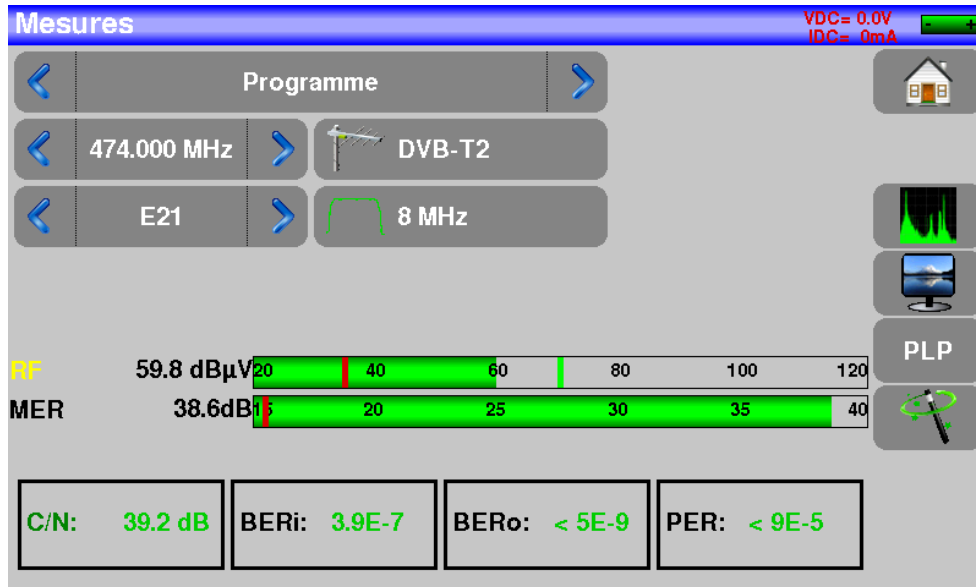 Mesures
VDC= 0.0V
IDC= 0mA
- +
Programme
474.000 MHz
DVB-T2
E21
8 MHz
PLP
RF 59.8 dBµV 20 40 60 80 100 120
MER 38.6dB 15 20 25 30 35 40
C/N: 39.2 dB
BERi: 3.9E-7
BERo: < 5E-9
PER: < 9E-5